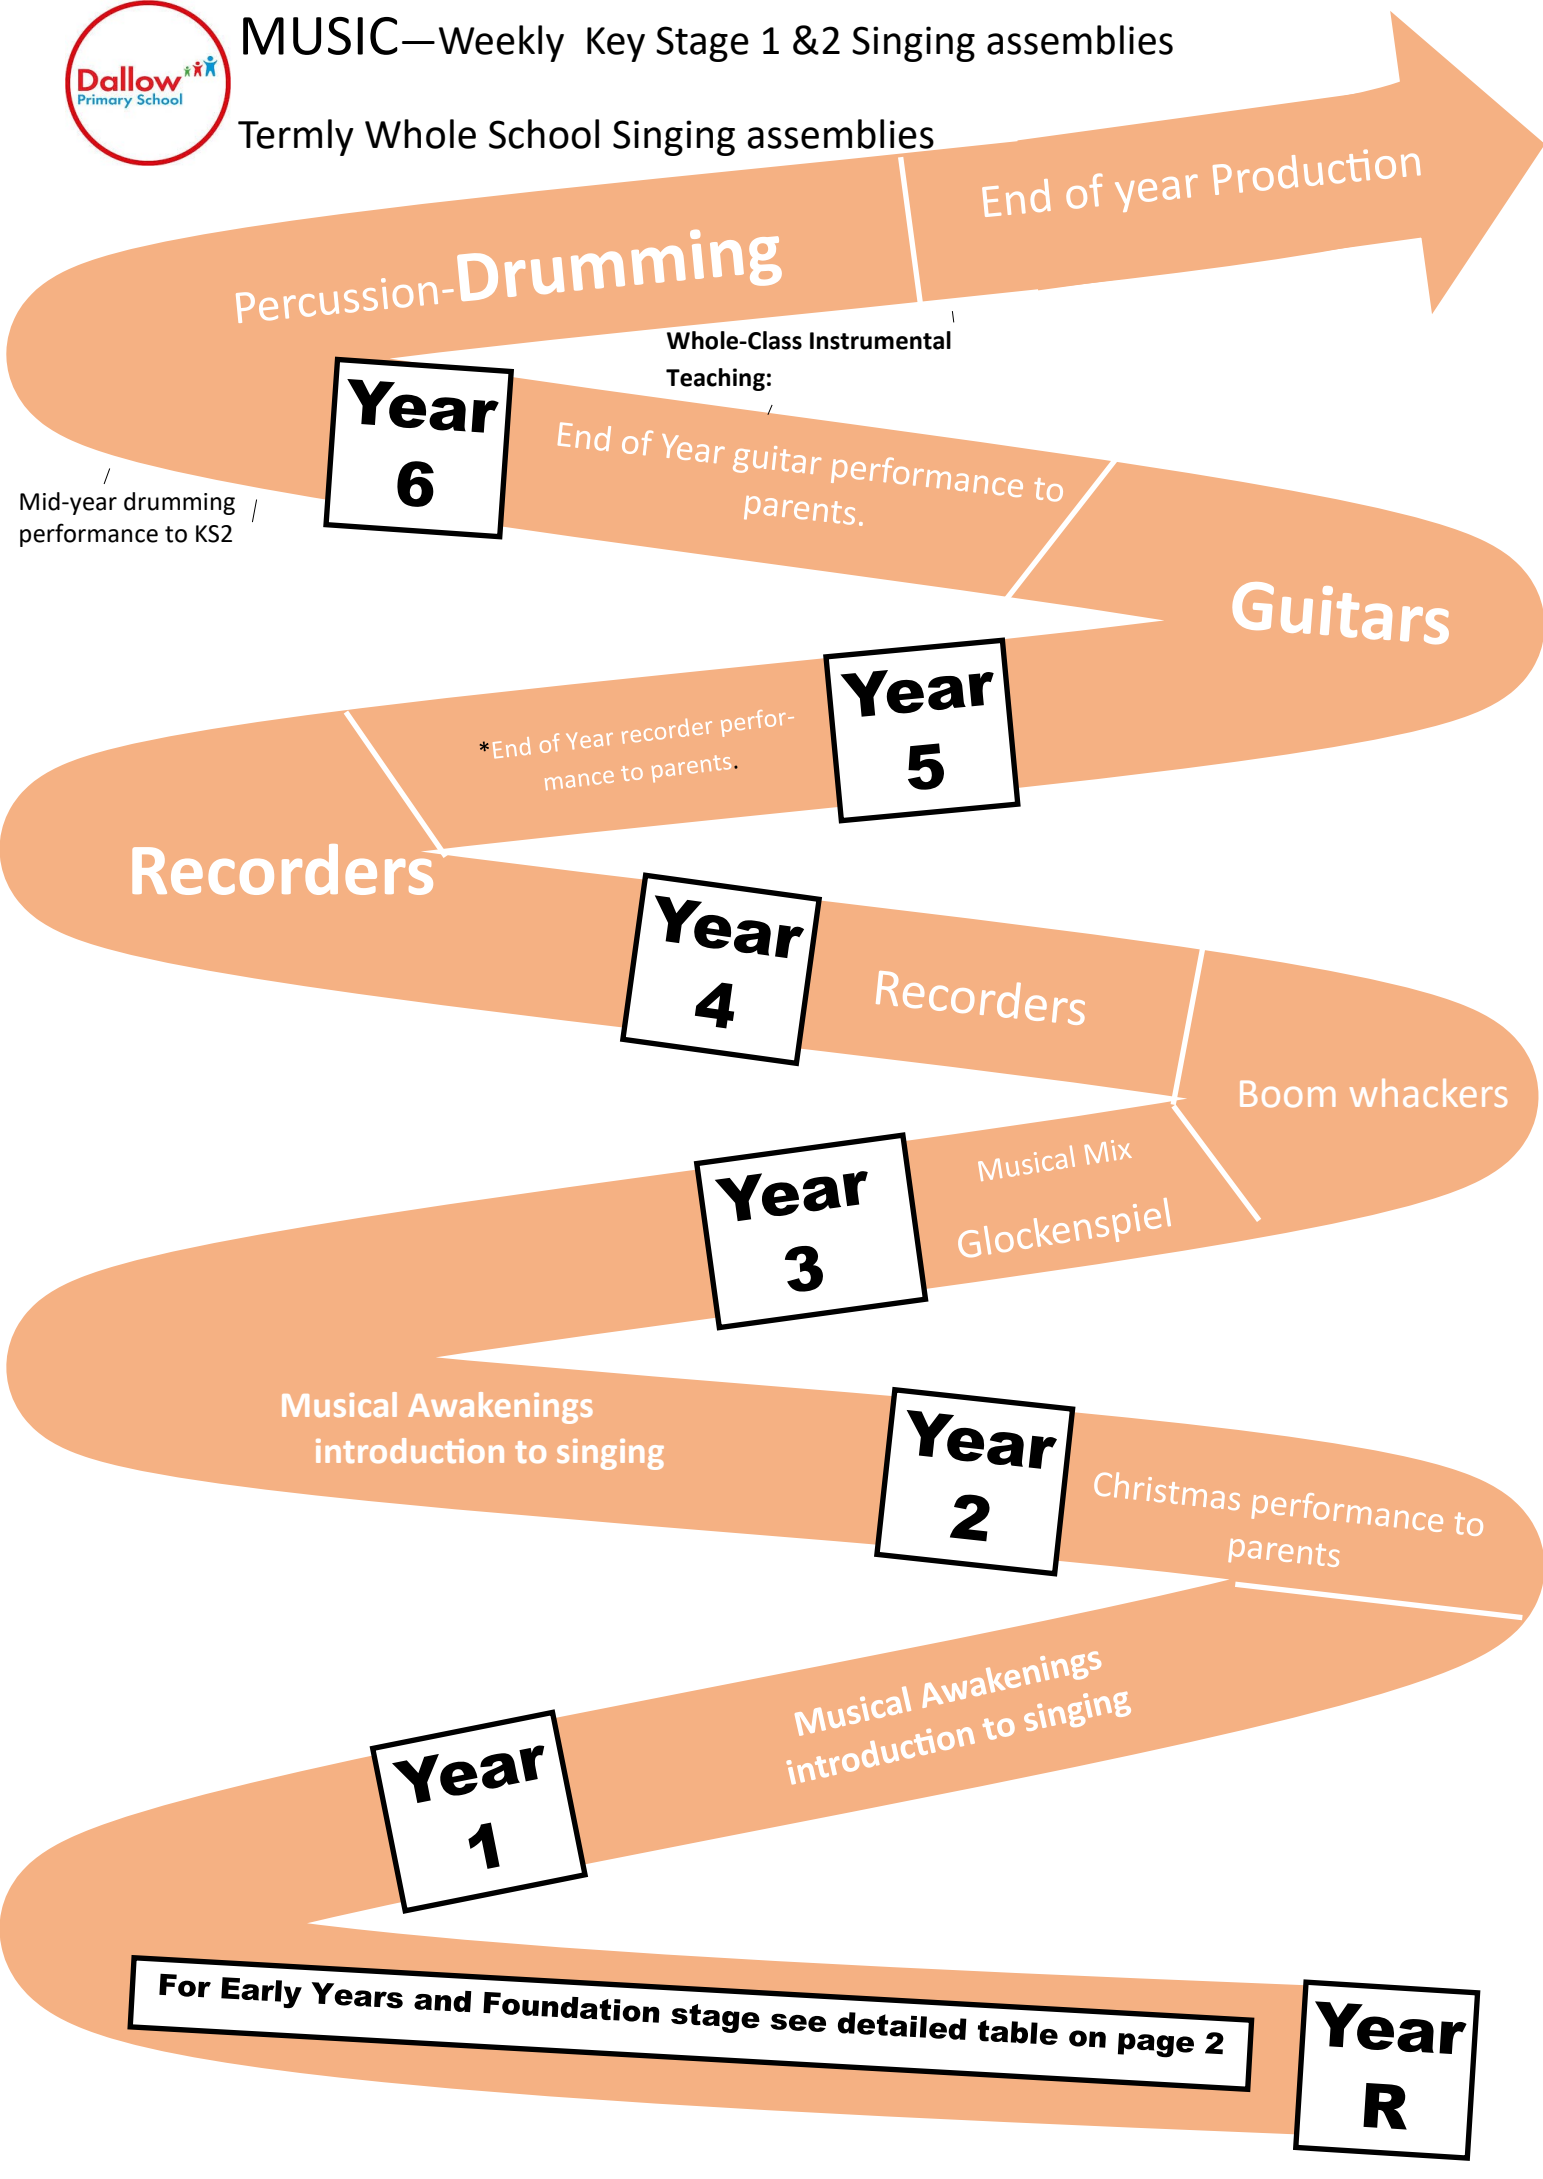 Dallow
Primary School
MUSIC—Weekly  Key Stage 1 &2 Singing assemblies
Termly Whole School Singing assemblies
End of year Production
Percussion-Drumming
Whole-Class Instrumental
Teaching:
Year
6
End of Year guitar performance to
parents.
Mid-year drumming
performance to KS2
Guitars
Year
5
*End of Year recorder perfor-
mance to parents.
Recorders
Year
4
Recorders
Boom whackers
Year
3
Musical Mix
Glockenspiel
Musical Awakenings
introduction to singing
Year
2
Christmas performance to
parents
Musical Awakenings
introduction to singing
Year
1
For Early Years and Foundation stage see detailed table on page 2
Year
R